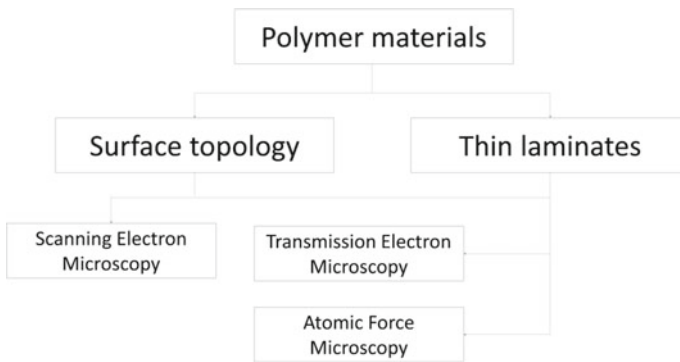 Polymer materials
Surface topology
Thin laminates
Scanning Electron
Microscopy
Transmission Electron
Microscopy
Atomic Force
Microscopy